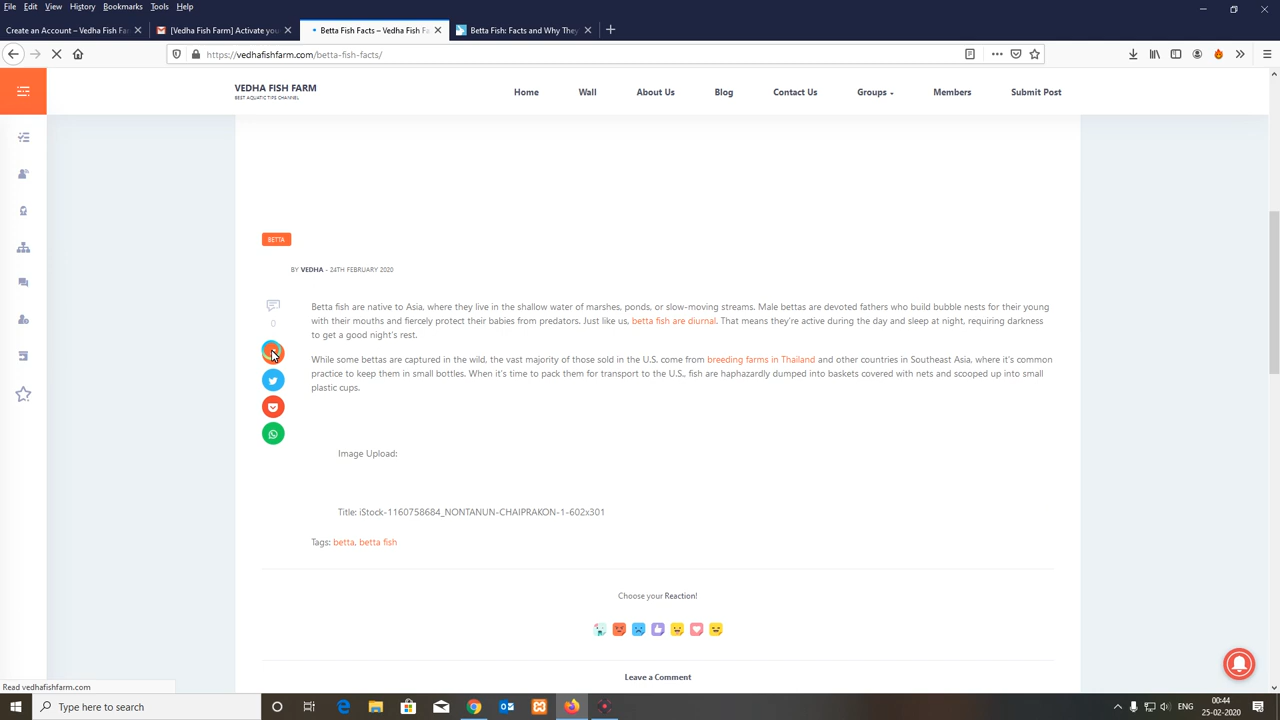 File Edit View History Bookmarks Tools Help
Create an Account – Vedha Fish Fa
[Vedha Fish Farm] Activate you
Betta Fish Facts – Vedha Fish Fa
Betta Fish: Facts and Why They
https://vedhafishfarm.com/betta-fish-facts/
VEDHA FISH FARM
BEST AQUATIC TIPS CHANNEL
Home Wall About Us Blog Contact Us Groups Members Submit Post
BETTA
BY VEDHA - 24TH FEBRUARY 2020
Betta fish are native to Asia, where they live in the shallow water of marshes, ponds, or slow-moving streams. Male bettas are devoted fathers who build bubble nests for their young
with their mouths and fiercely protect their babies from predators. Just like us, betta fish are diurnal. That means they're active during the day and sleep at night, requiring darkness
to get a good night's rest.
0
While some bettas are captured in the wild, the vast majority of those sold in the U.S. come from breeding farms in Thailand and other countries in Southeast Asia, where it's common
practice to keep them in small bottles. When it's time to pack them for transport to the U.S., fish are haphazardly dumped into baskets covered with nets and scooped up into small
plastic cups.
Image Upload:
Title: iStock-1160758684_NONTANUN-CHAIPRAKON-1-602x301
Tags: betta, betta fish
Choose your Reaction!
Leave a Comment
Read vedhafishfarm.com
Type here to search
ENG
00:44
25-02-2020